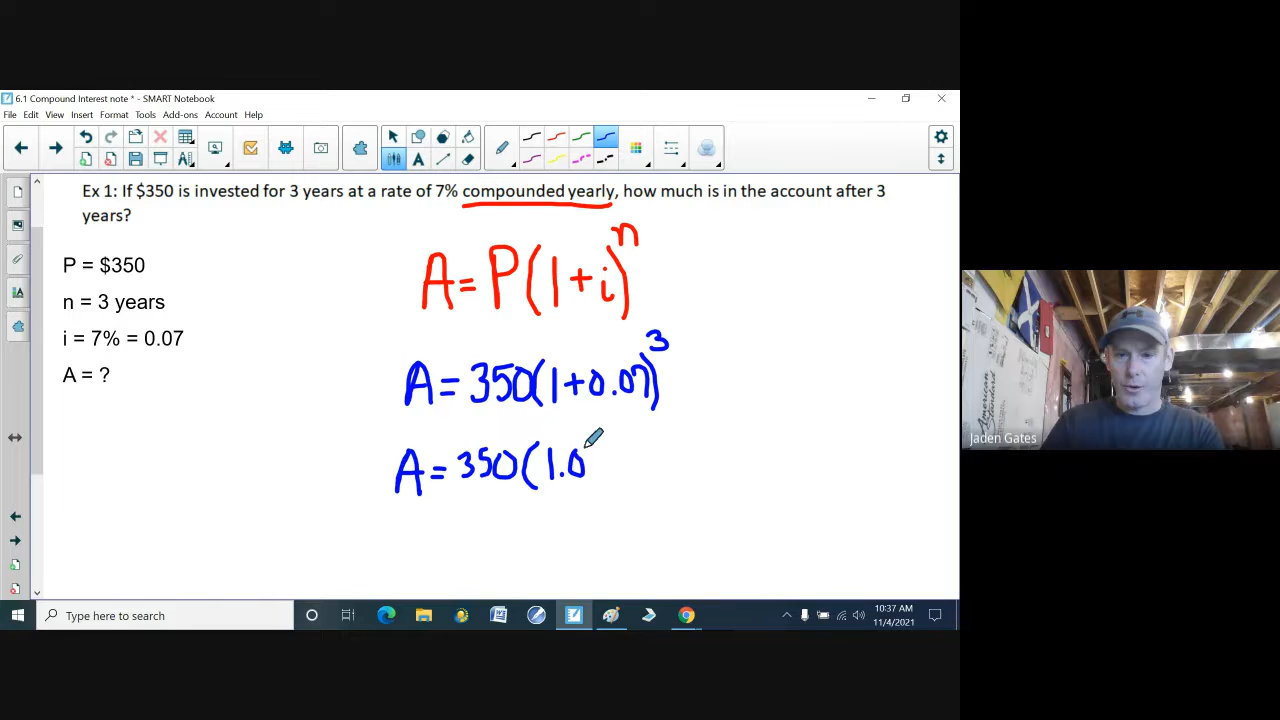 6.1 Compound Interest note * - SMART Notebook
File Edit View Insert Format Tools Add-ons Account Help
Ex 1: If $350 is invested for 3 years at a rate of 7% compounded yearly, how much is in the account after 3
years?
P = $350
n = 3 years
i = 7% = 0.07
A = ?
A = P(1+i)^n
A = 350(1+0.07)^3
A = 350(1.0
American Standard
Jaden Gates
Type here to search
10:37 AM
11/4/2021